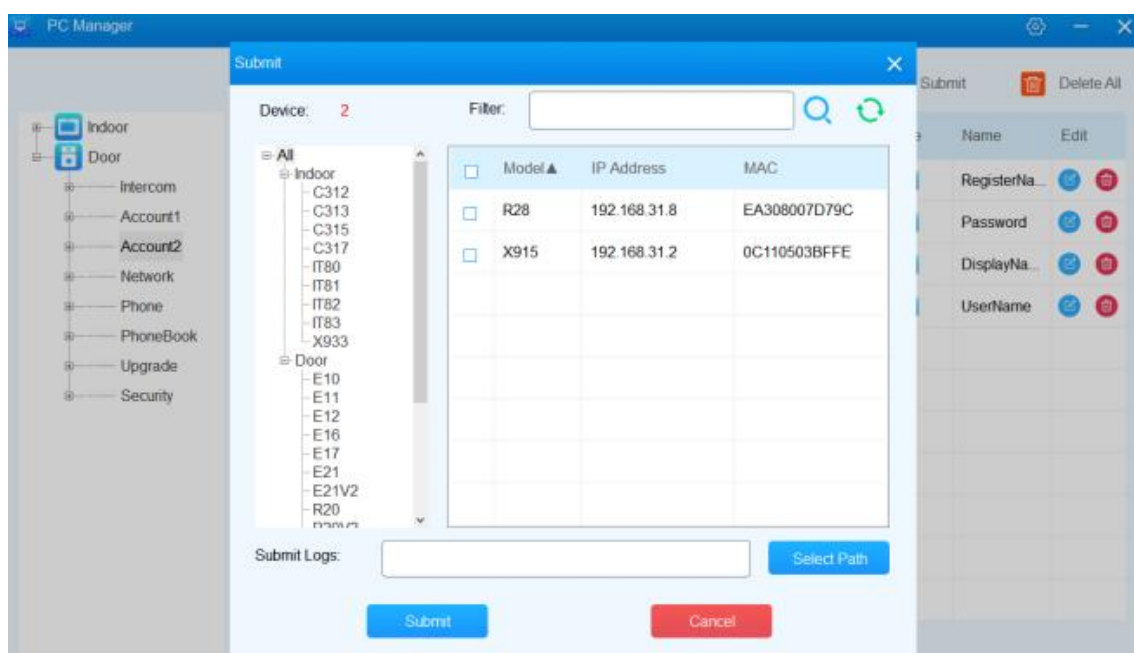 PC Manager
Submit
Submit
Delete All
Device: 2
Filter:
Indoor
Door
Intercom
Account1
Account2
Network
Phone
PhoneBook
Upgrade
Security
All
Indoor
C312
C313
C315
C317
IT80
IT81
IT82
IT83
X933
Door
E10
E11
E12
E16
E17
E21
E21V2
R20
Model▲ IP Address MAC
R28 192.168.31.8 EA308007D79C
X915 192.168.31.2 0C110503BFFE
Name Edit
RegisterNa...
Password
DisplayNa...
UserName
Submit Logs:
Select Path
Submit
Cancel